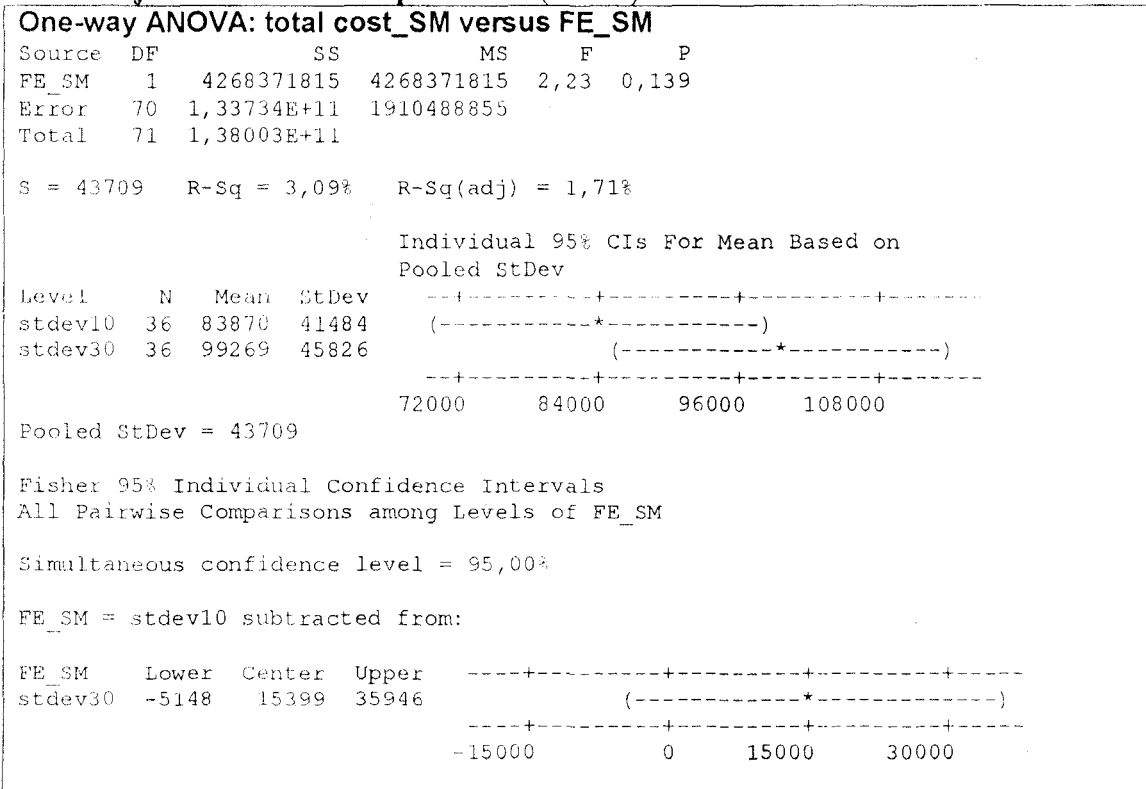 One-way ANOVA: total cost_SM versus FE_SM
Source DF SS MS F P
FE_SM 1 4268371815 4268371815 2,23 0,139
Error 70 1,33734E+11 1910488855
Total 71 1,38003E+11
S = 43709 R-Sq = 3,09% R-Sq(adj) = 1,71%
Individual 95% CIs For Mean Based on
Pooled StDev
Level N Mean StDev --+---------+---------+---------+-------
stdev10 36 83870 41484 (-----------*-----------)
stdev30 36 99269 45826 (-----------*-----------)
--+---------+---------+---------+-------
72000 84000 96000 108000
Pooled StDev = 43709
Fisher 95% Individual Confidence Intervals
All Pairwise Comparisons among Levels of FE_SM
Simultaneous confidence level = 95,00%
FE_SM = stdev10 subtracted from:
FE_SM Lower Center Upper ----+---------+---------+---------+-----
stdev30 -5148 15399 35946 (------------*-------------)
----+---------+---------+---------+-----
-15000 0 15000 30000